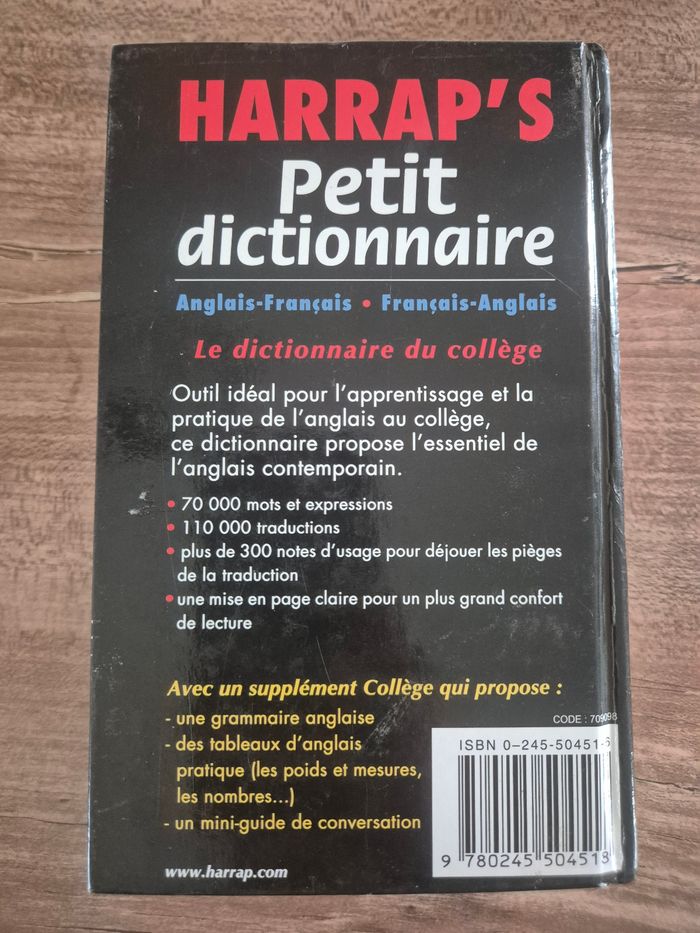 HARRAP'S
Petit
dictionnaire
Anglais-Français • Français-Anglais
Le dictionnaire du collège
Outil idéal pour l'apprentissage et la
pratique de l'anglais au collège,
ce dictionnaire propose l'essentiel de
l'anglais contemporain.
• 70 000 mots et expressions
• 110 000 traductions
• plus de 300 notes d'usage pour déjouer les pièges
de la traduction
• une mise en page claire pour un plus grand confort
de lecture
Avec un supplément Collège qui propose :
- une grammaire anglaise
- des tableaux d'anglais
pratique (les poids et mesures,
les nombres...)
- un mini-guide de conversation
CODE : 709098
ISBN 0-245-50451-6
9 780245 504518
www.harrap.com